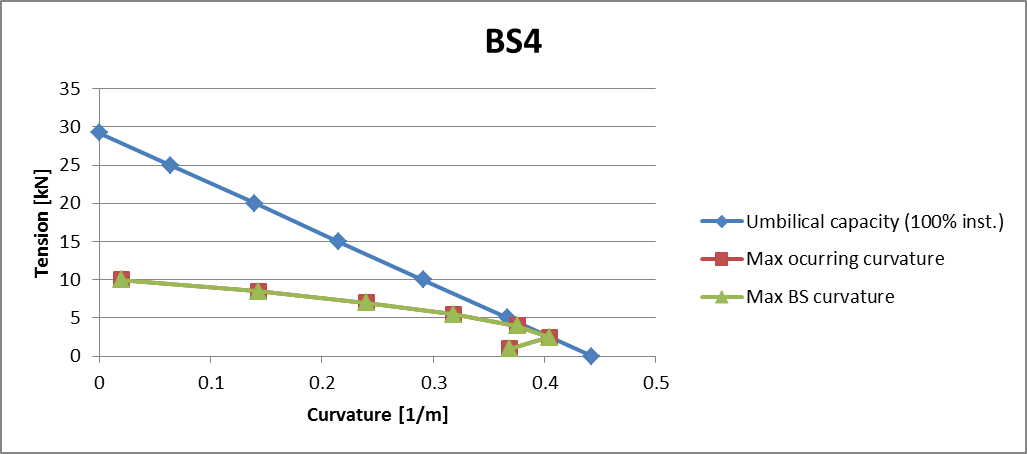 BS4
35
30
25
20
15
10
5
0
Tension [kN]
0 0.1 0.2 0.3 0.4 0.5
Curvature [1/m]
Umbilical capacity (100% inst.)
Max ocurring curvature
Max BS curvature